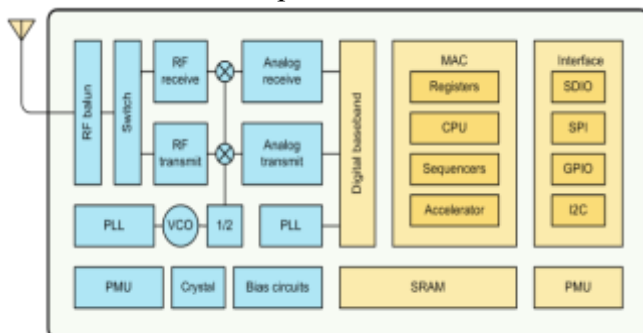 RF balun
Switch
RF
receive
Analog
receive
RF
transmit
Analog
transmit
PLL
VCO
1/2
PLL
Digital baseband
MAC
Registers
CPU
Sequencers
Accelerator
Interface
SDIO
SPI
GPIO
I2C
PMU
Crystal
Bias circuits
SRAM
PMU